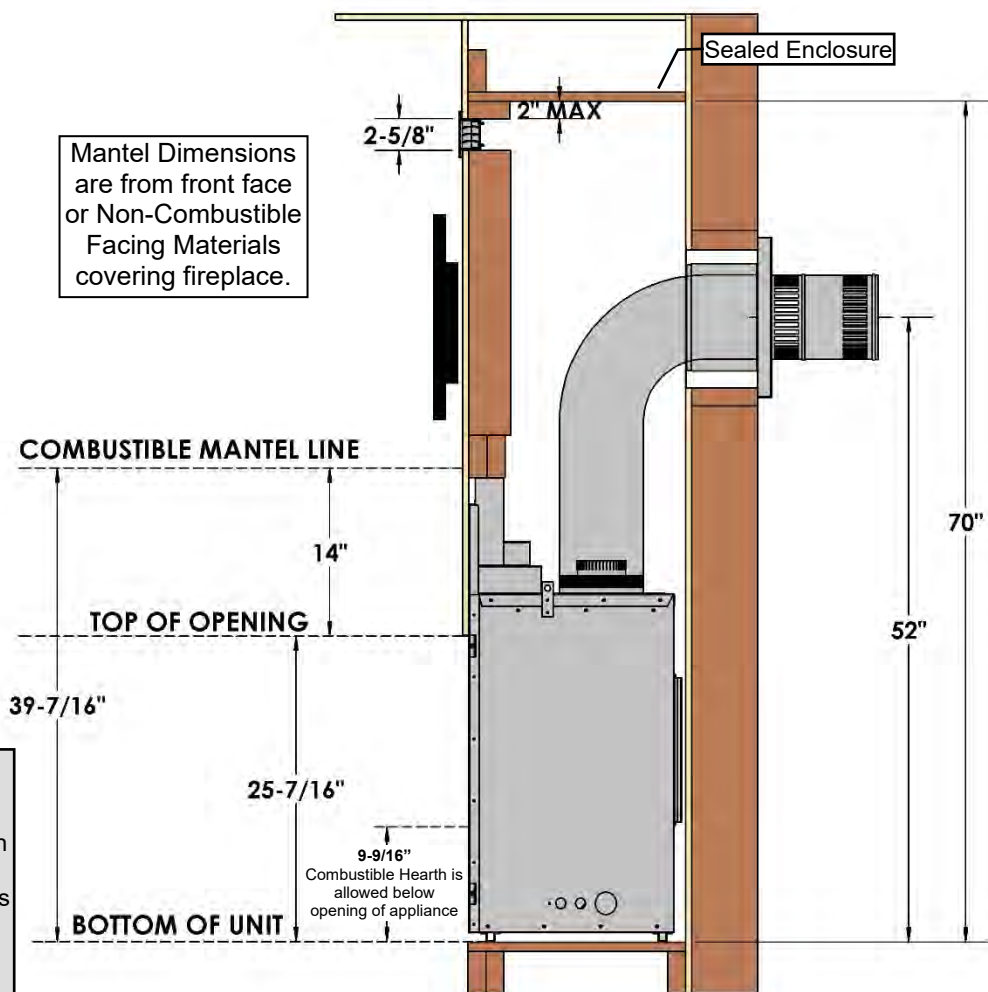 Sealed Enclosure
2" MAX
2-5/8"
Mantel Dimensions
are from front face
or Non-Combustible
Facing Materials
covering fireplace.
COMBUSTIBLE MANTEL LINE
70"
14"
TOP OF OPENING
52"
39-7/16"
25-7/16"
9-9/16”
Combustible Hearth is
allowed below
opening of appliance
BOTTOM OF UNIT